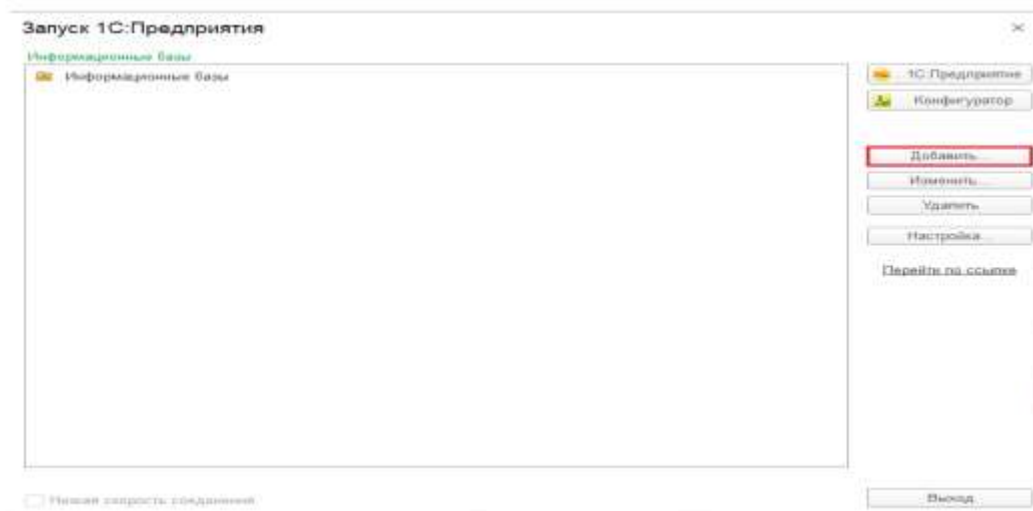 Запуск 1С:Предприятия
Информационные базы
Информационные базы
1С:Предприятие
Конфигуратор
Добавить...
Изменить...
Удалить
Настройка...
Перейти по ссылке
Низкая скорость соединения
Выход